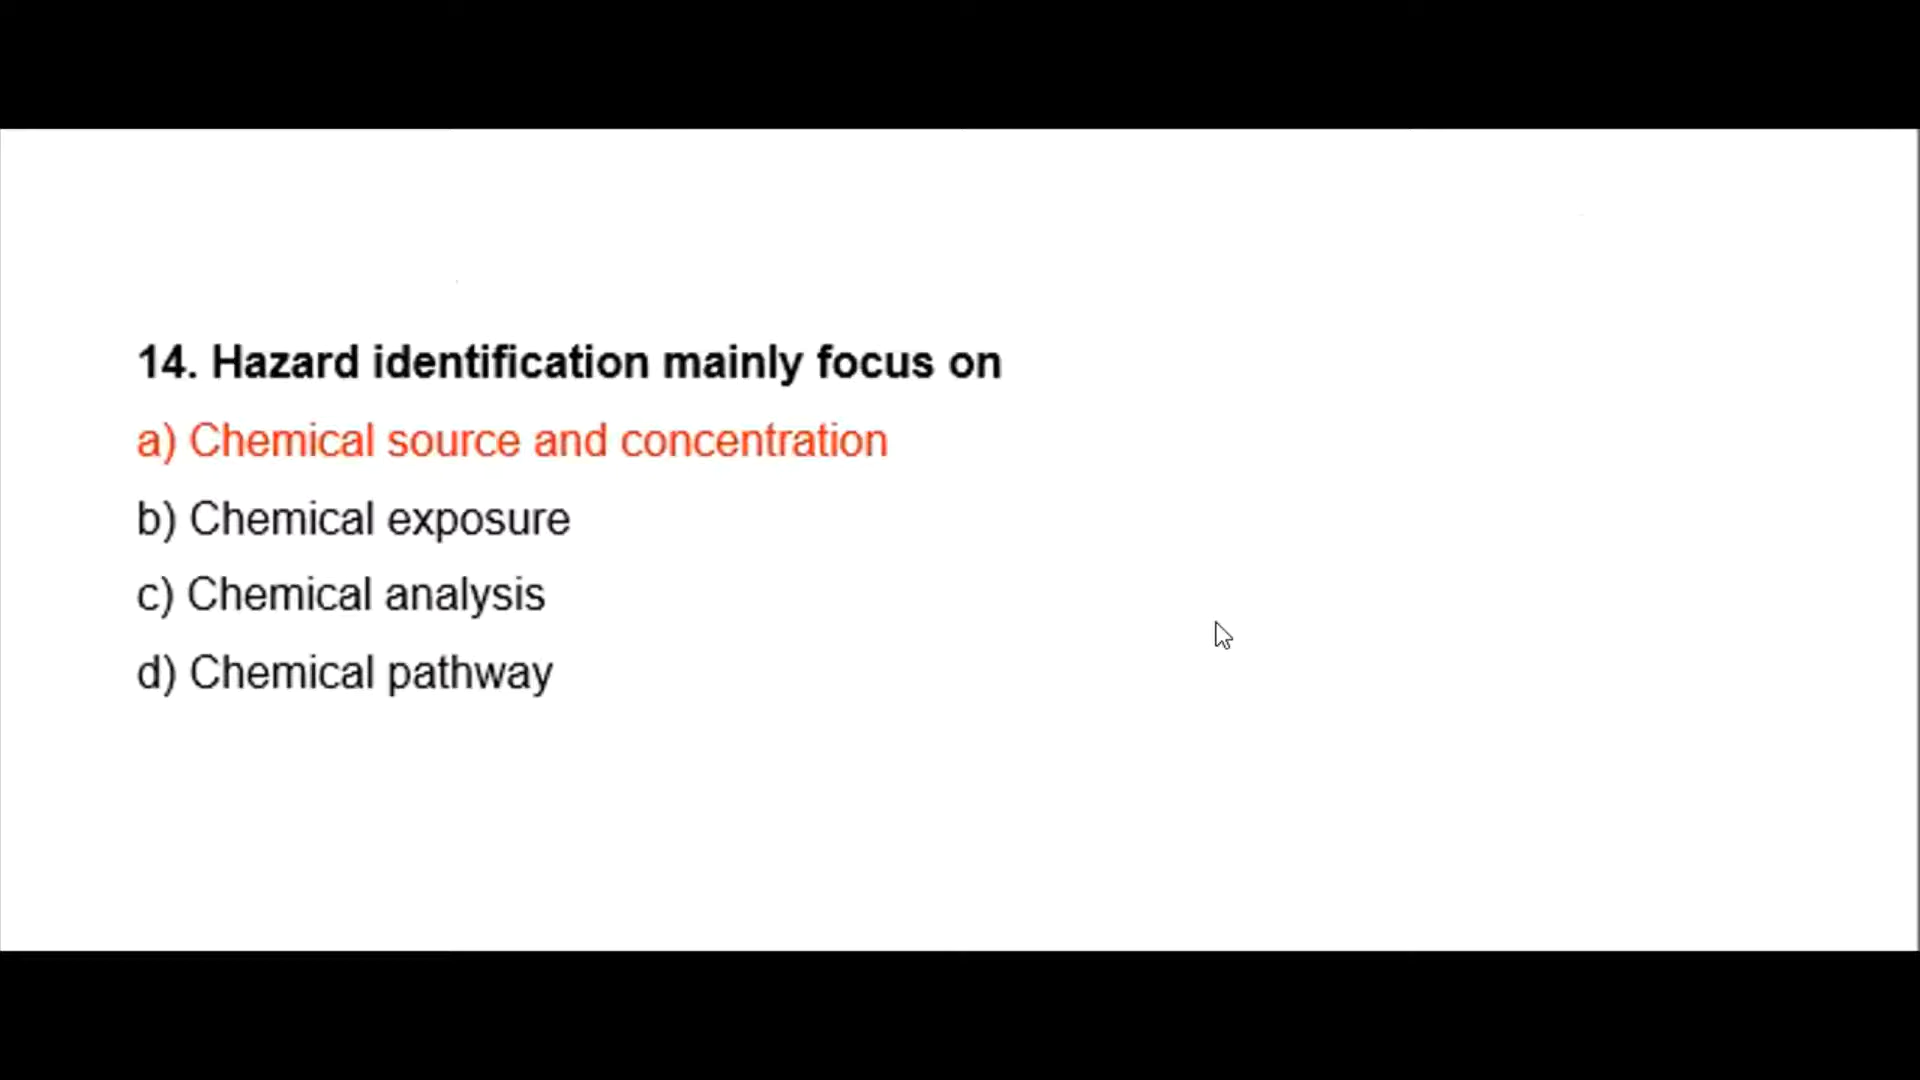 14. Hazard identification mainly focus on
a) Chemical source and concentration
b) Chemical exposure
c) Chemical analysis
d) Chemical pathway